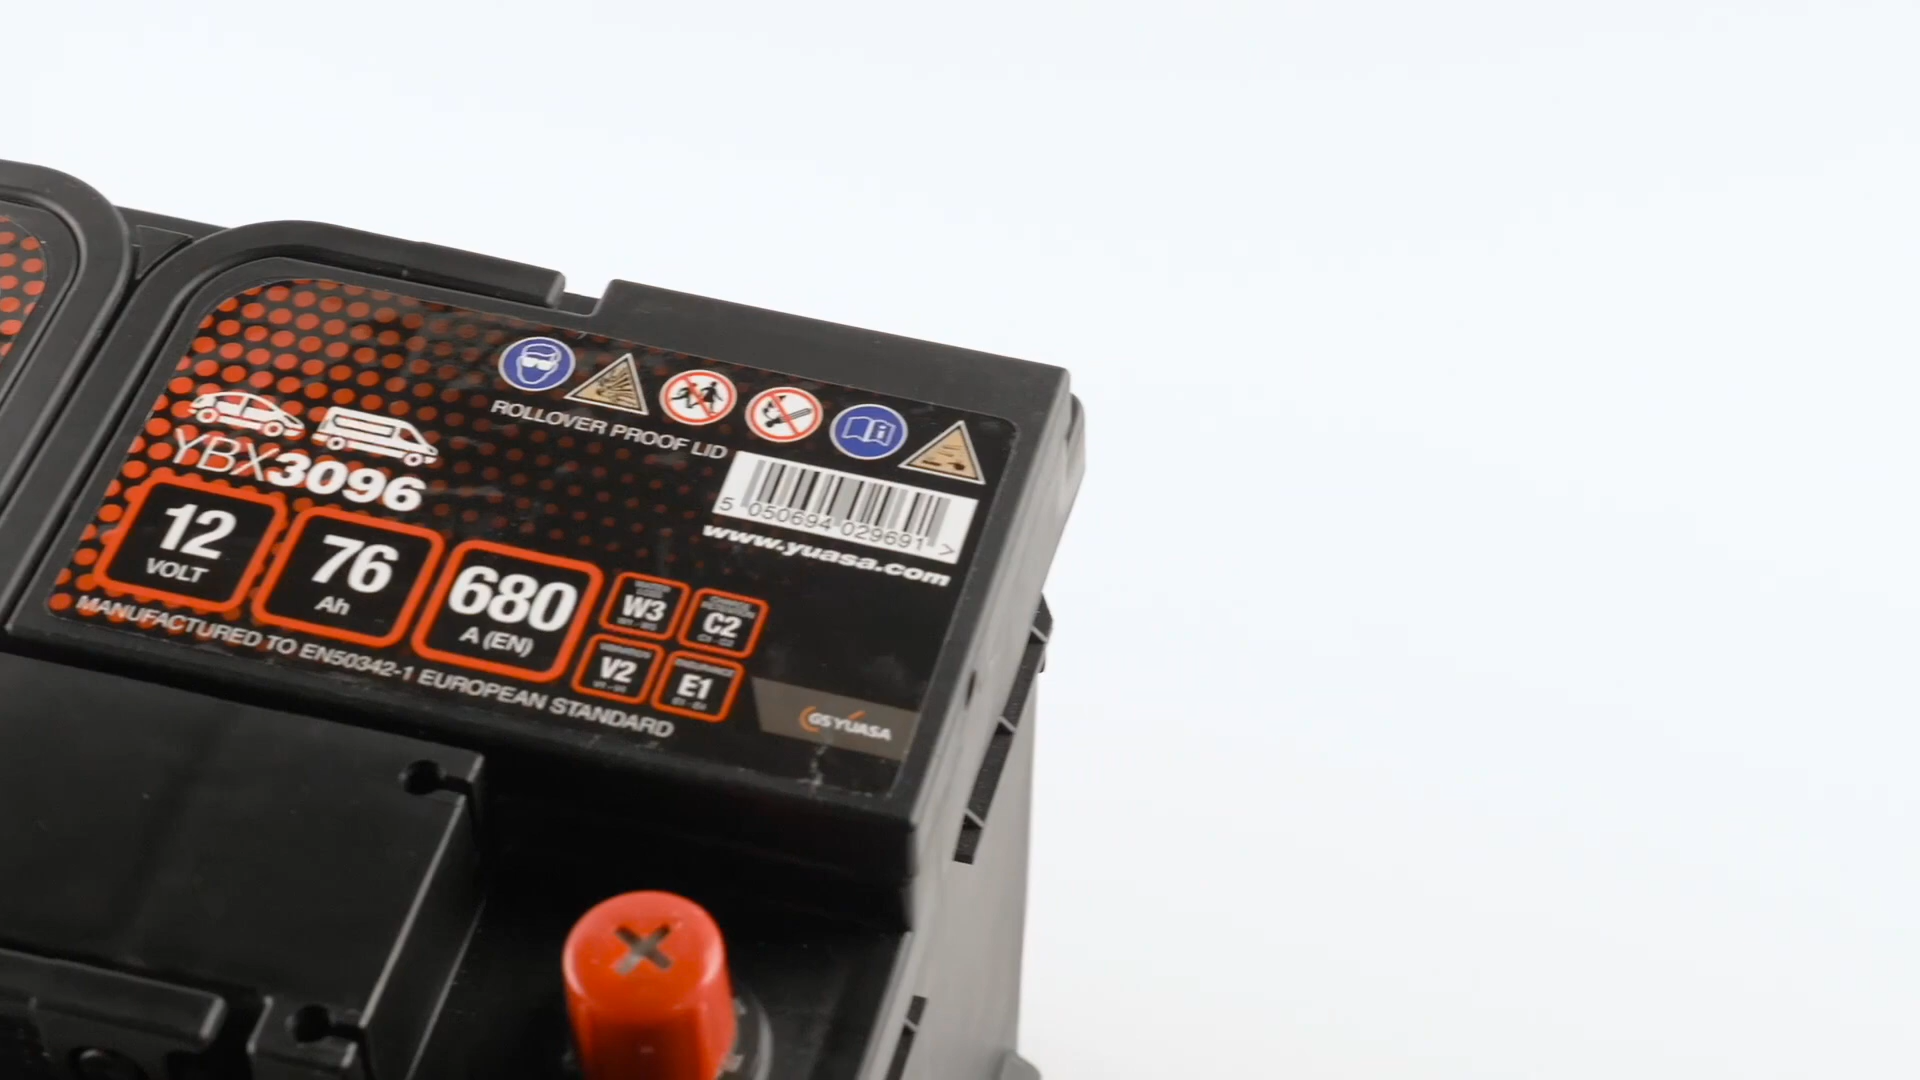 ROLLOVER PROOF LID
YBX3096
5 050694 029691 >
www.yuasa.com
12
VOLT
76
Ah
680
A (EN)
W3
C2
V2
E1
MANUFACTURED TO EN50342-1 EUROPEAN STANDARD
GS YUASA